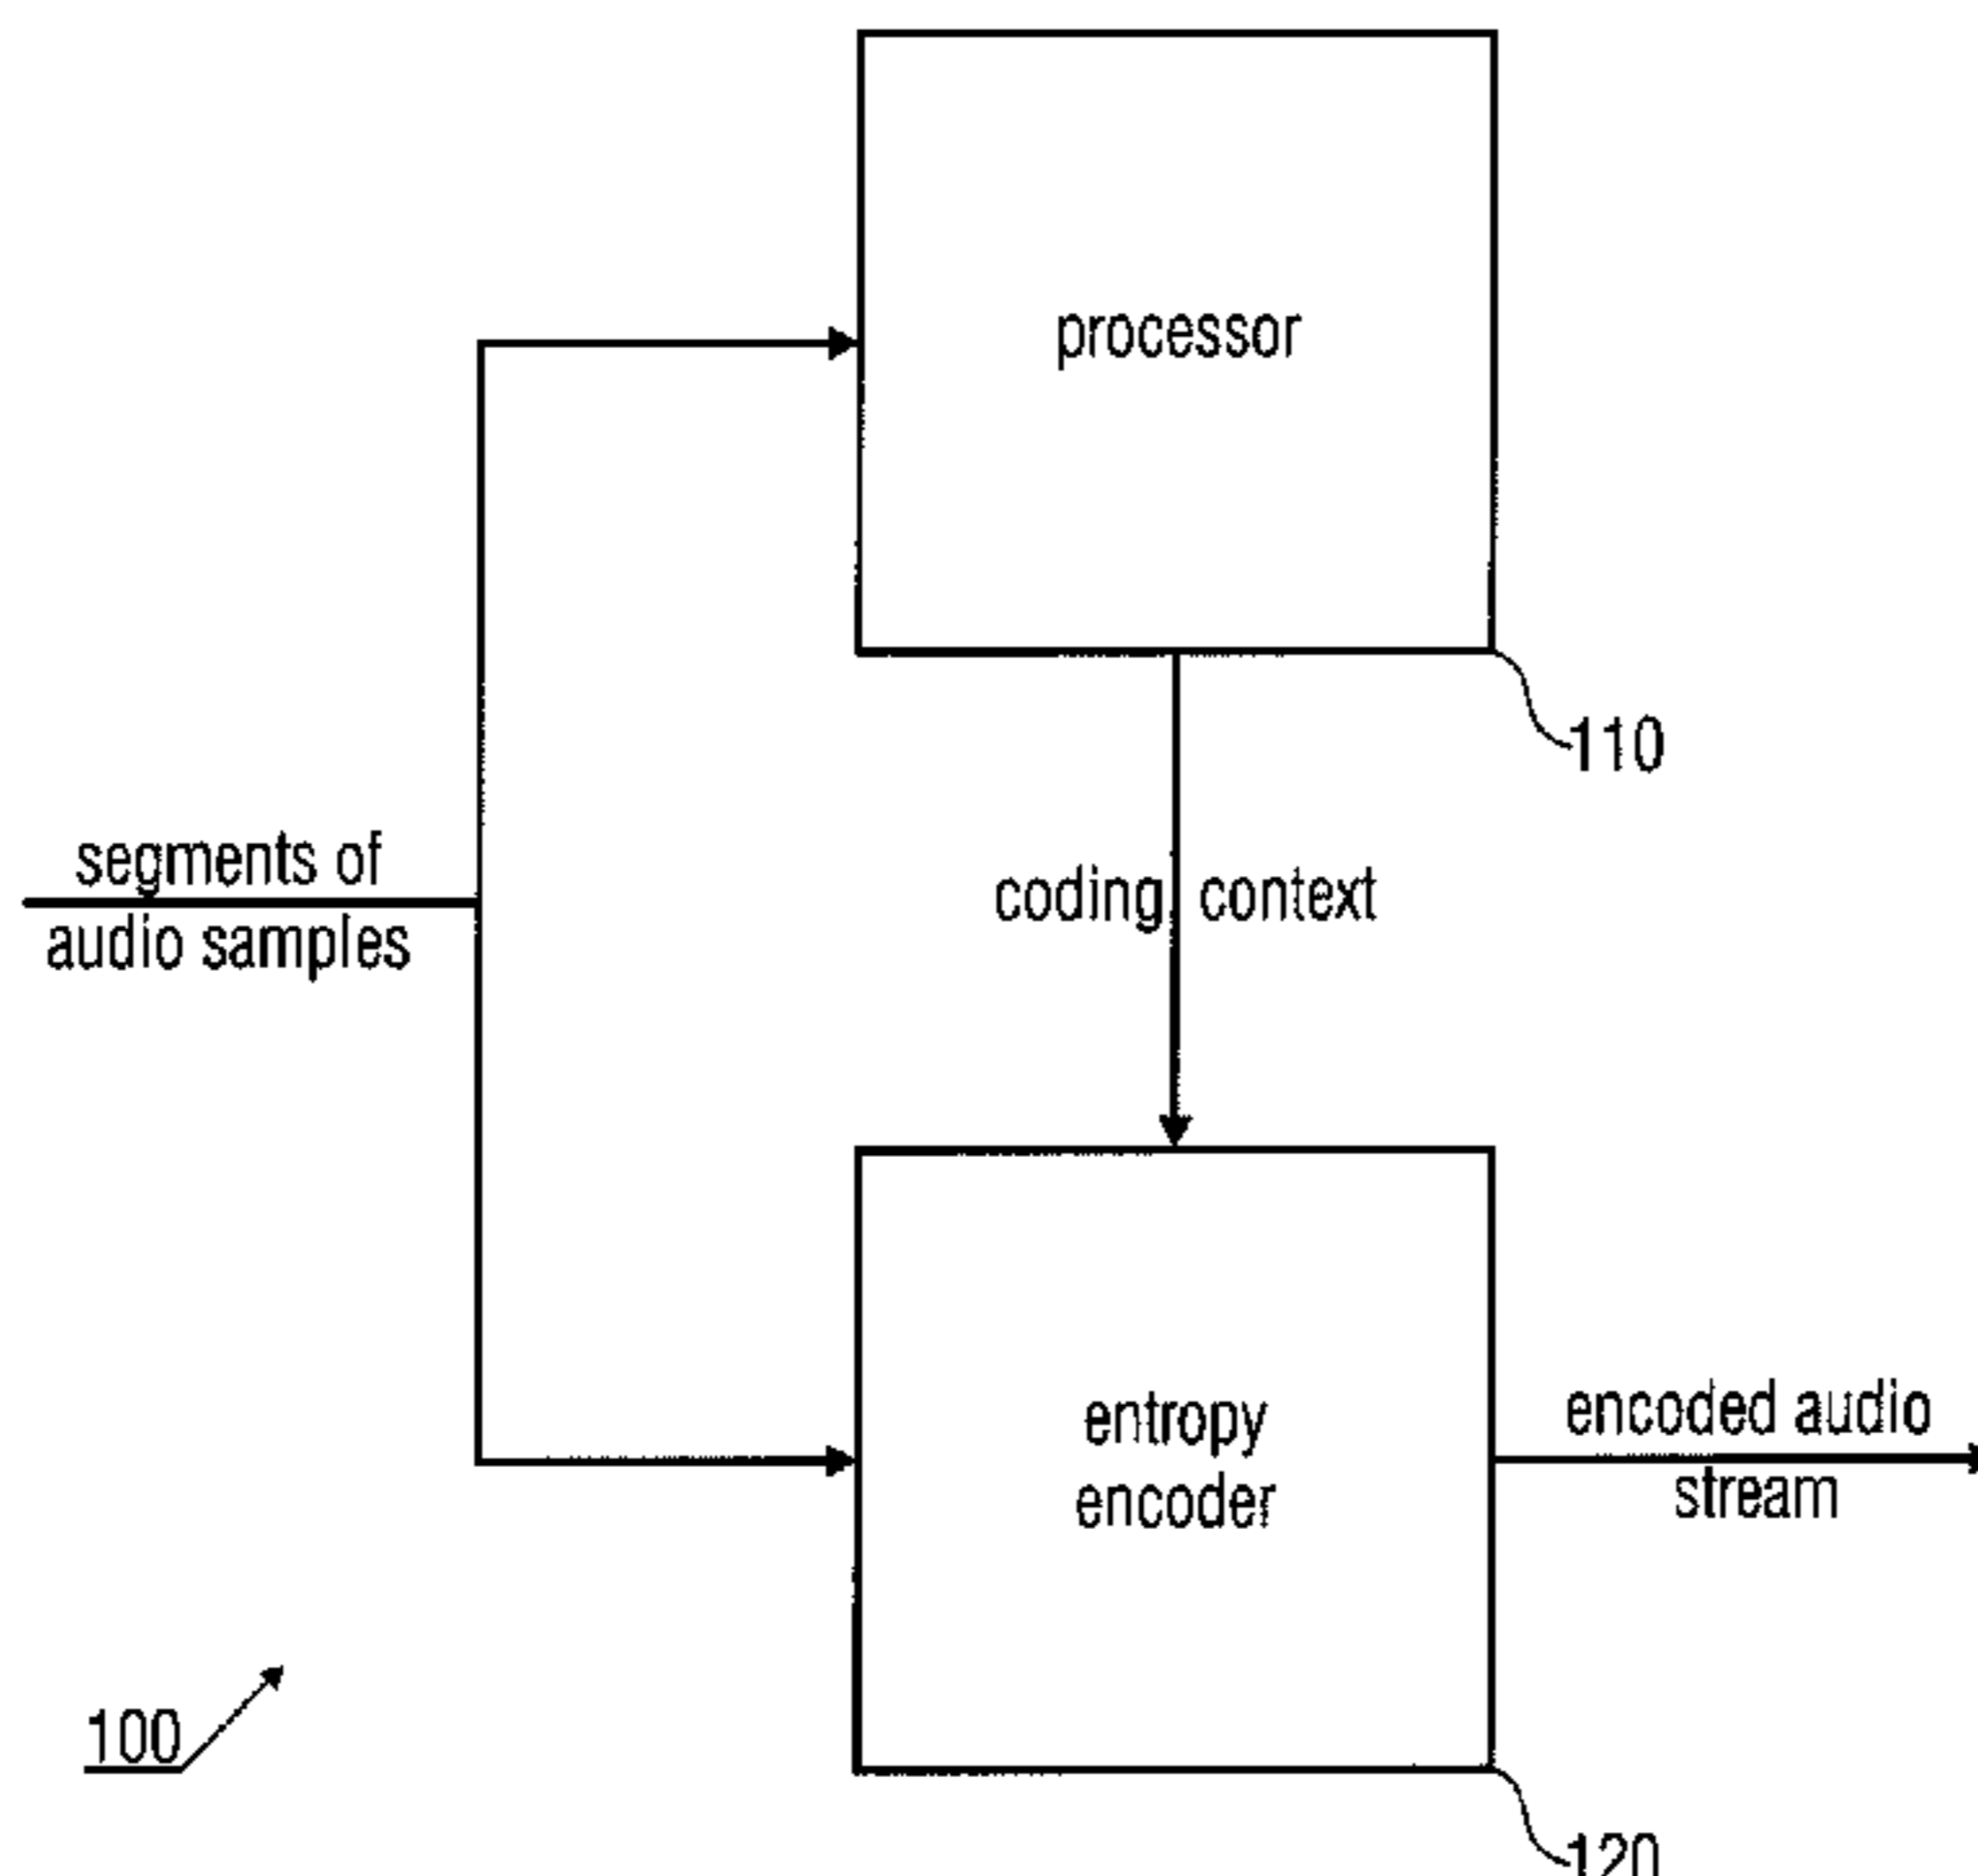 processor
110
segments of
audio samples
coding context
entropy
encoder
encoded audio
stream
100
120